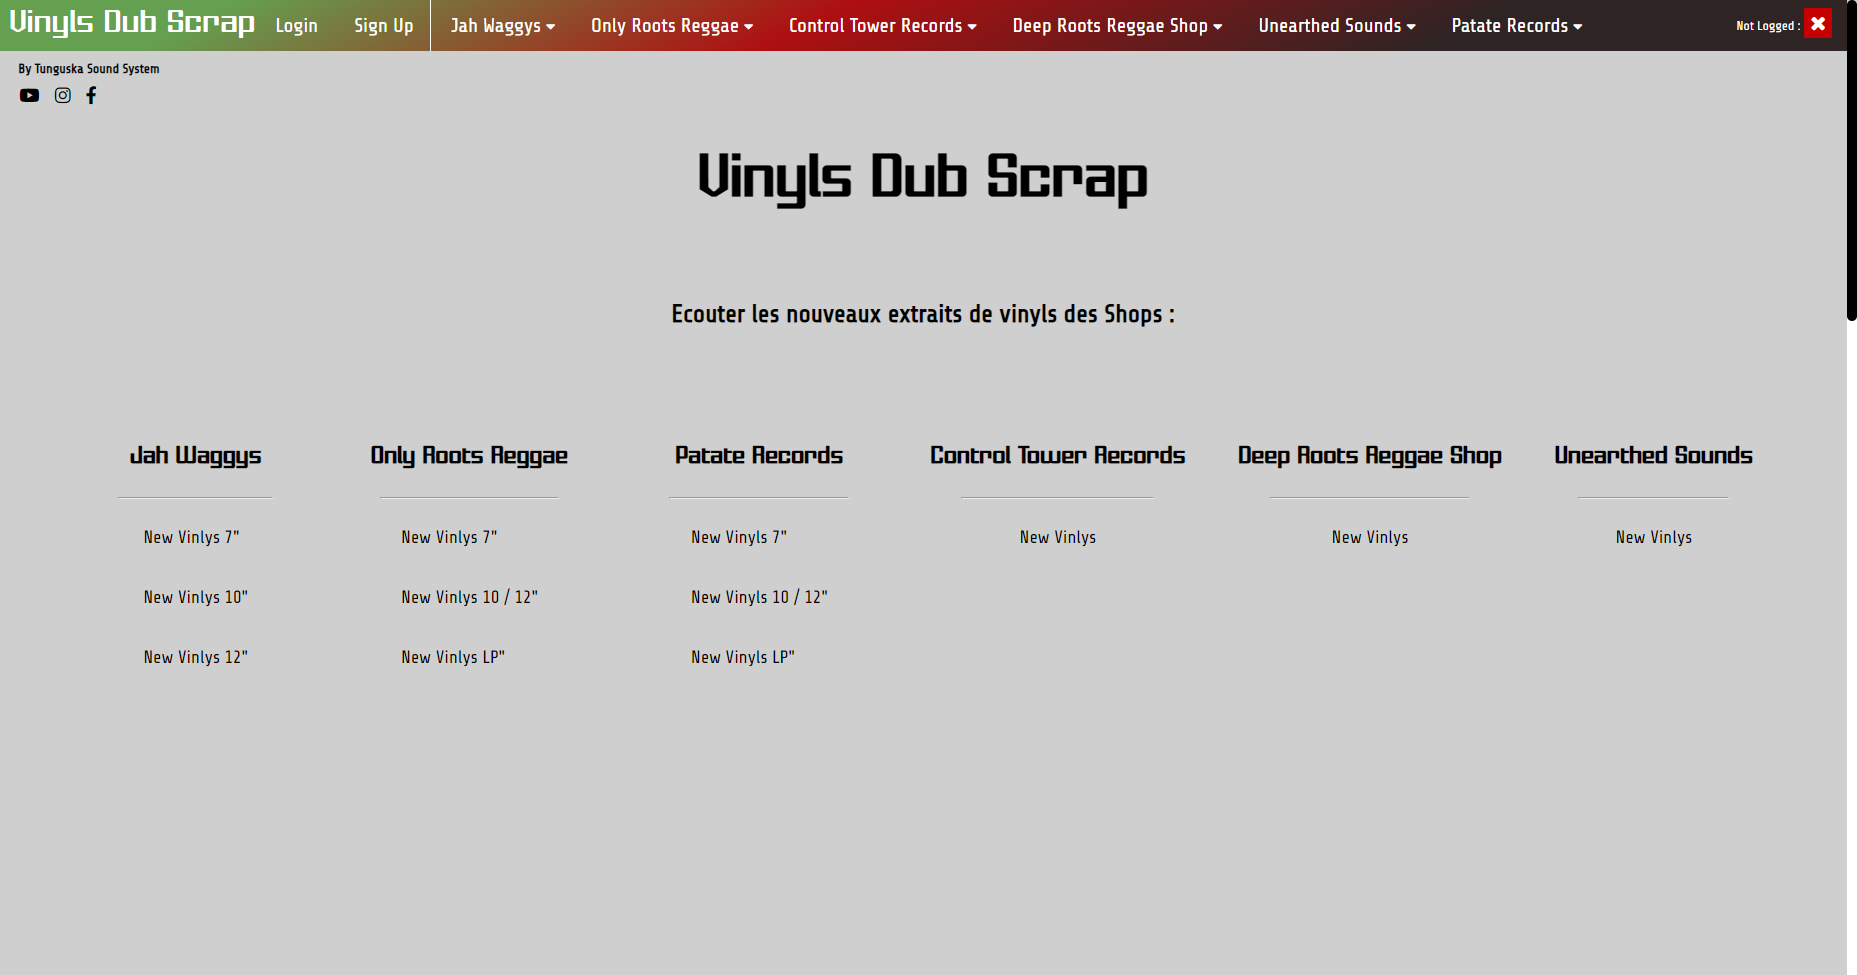 Vinyls Dub Scrap Login Sign Up Jah Waggys Only Roots Reggae Control Tower Records Deep Roots Reggae Shop Unearthed Sounds Patate Records Not Logged :
By Tunguska Sound System
Vinyls Dub Scrap
Ecouter les nouveaux extraits de vinyls des Shops :
Jah Waggys Only Roots Reggae Patate Records Control Tower Records Deep Roots Reggae Shop Unearthed Sounds
New Vinlys 7" New Vinlys 7" New Vinyls 7" New Vinlys New Vinlys New Vinlys
New Vinlys 10" New Vinlys 10 / 12" New Vinyls 10 / 12"
New Vinlys 12" New Vinlys LP" New Vinyls LP"